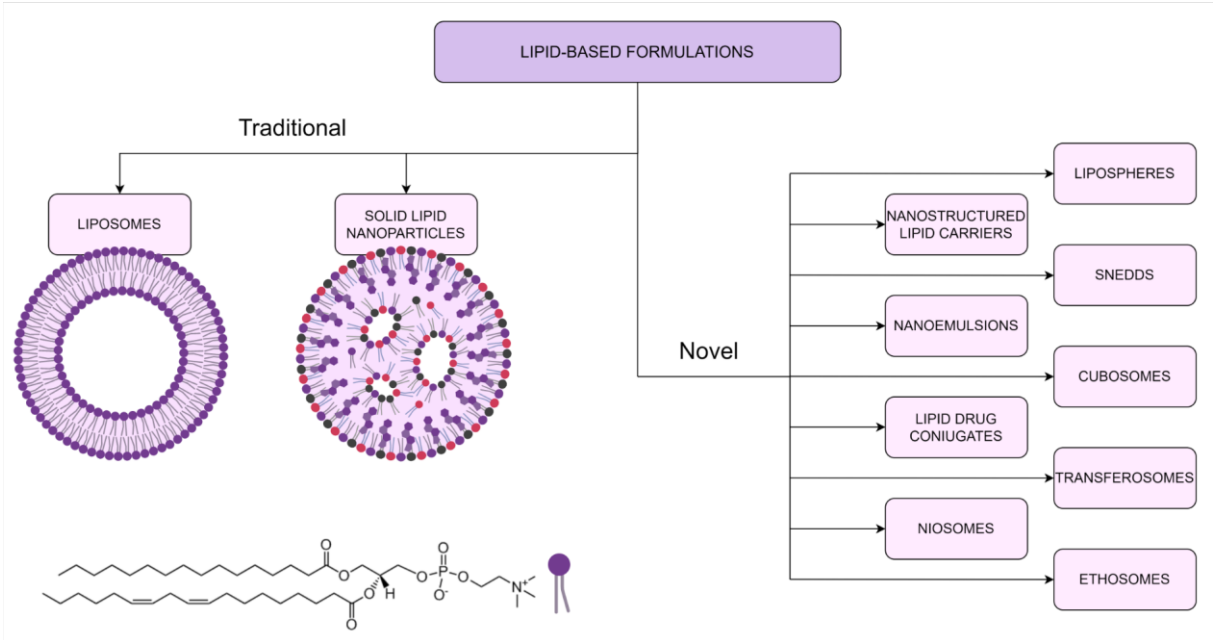 LIPID-BASED FORMULATIONS
Traditional
LIPOSOMES
SOLID LIPID
NANOPARTICLES
Novel
LIPOSPHERES
NANOSTRUCTURED
LIPID CARRIERS
SNEDDS
NANOEMULSIONS
CUBOSOMES
LIPID DRUG
CONIUGATES
TRANSFEROSOMES
NIOSOMES
ETHOSOMES
O
O
O
P
O
O
O-
N+
H
O
O